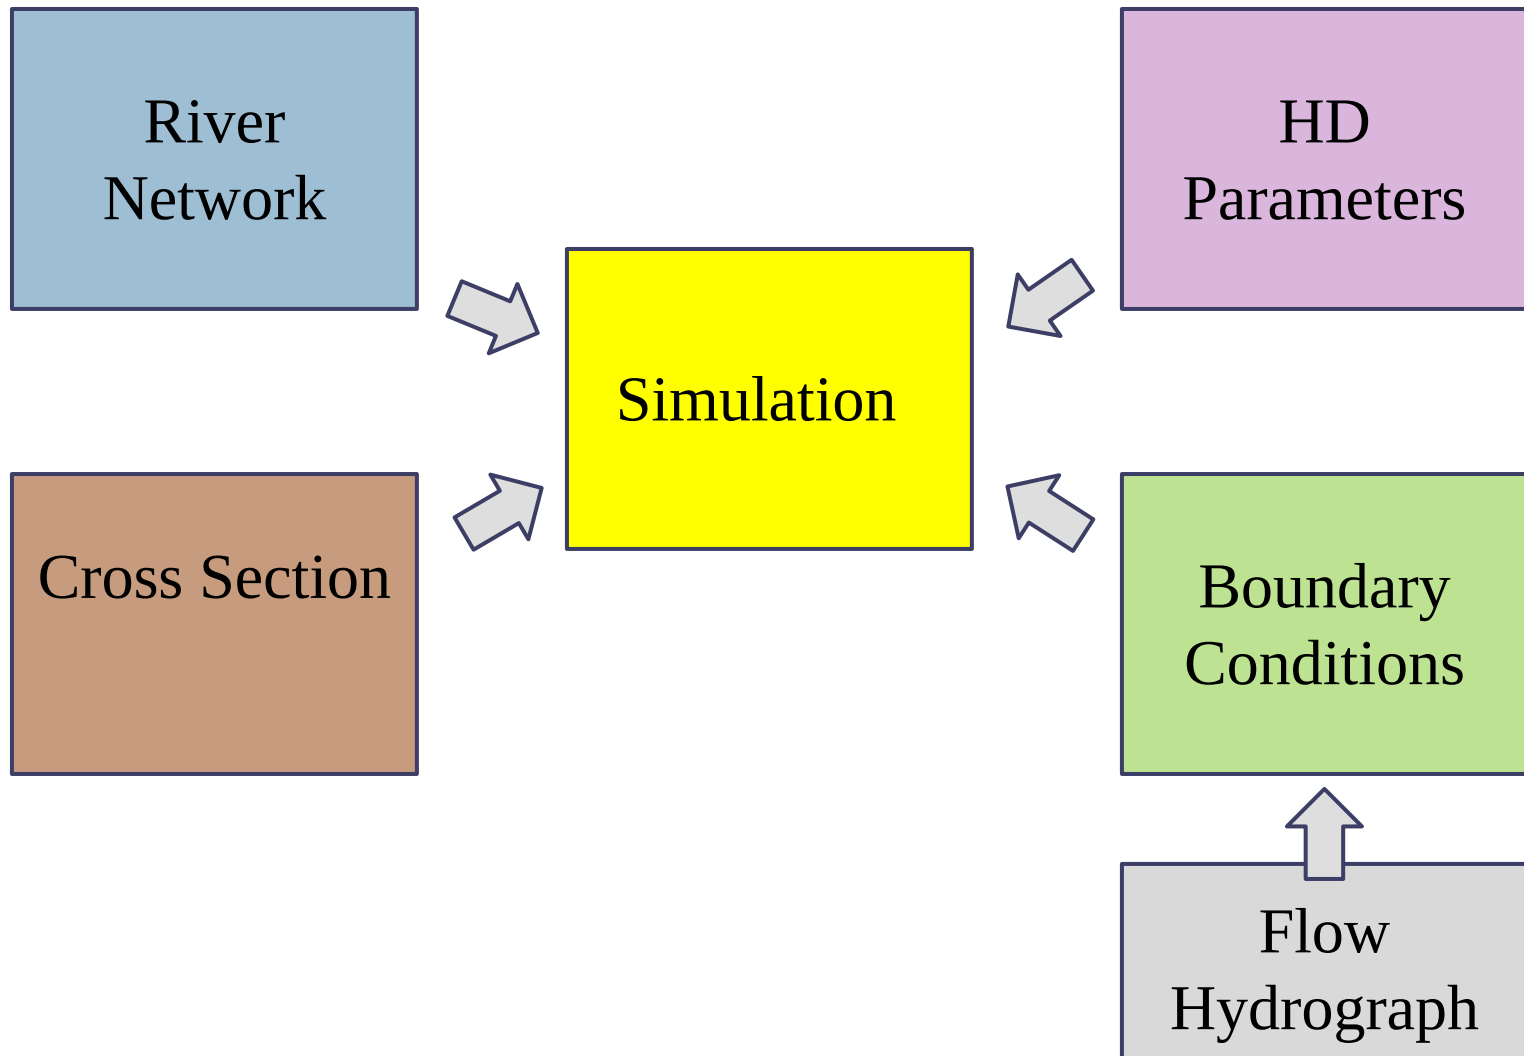 River
Network
HD
Parameters
Simulation
Cross Section
Boundary
Conditions
Flow
Hydrograph